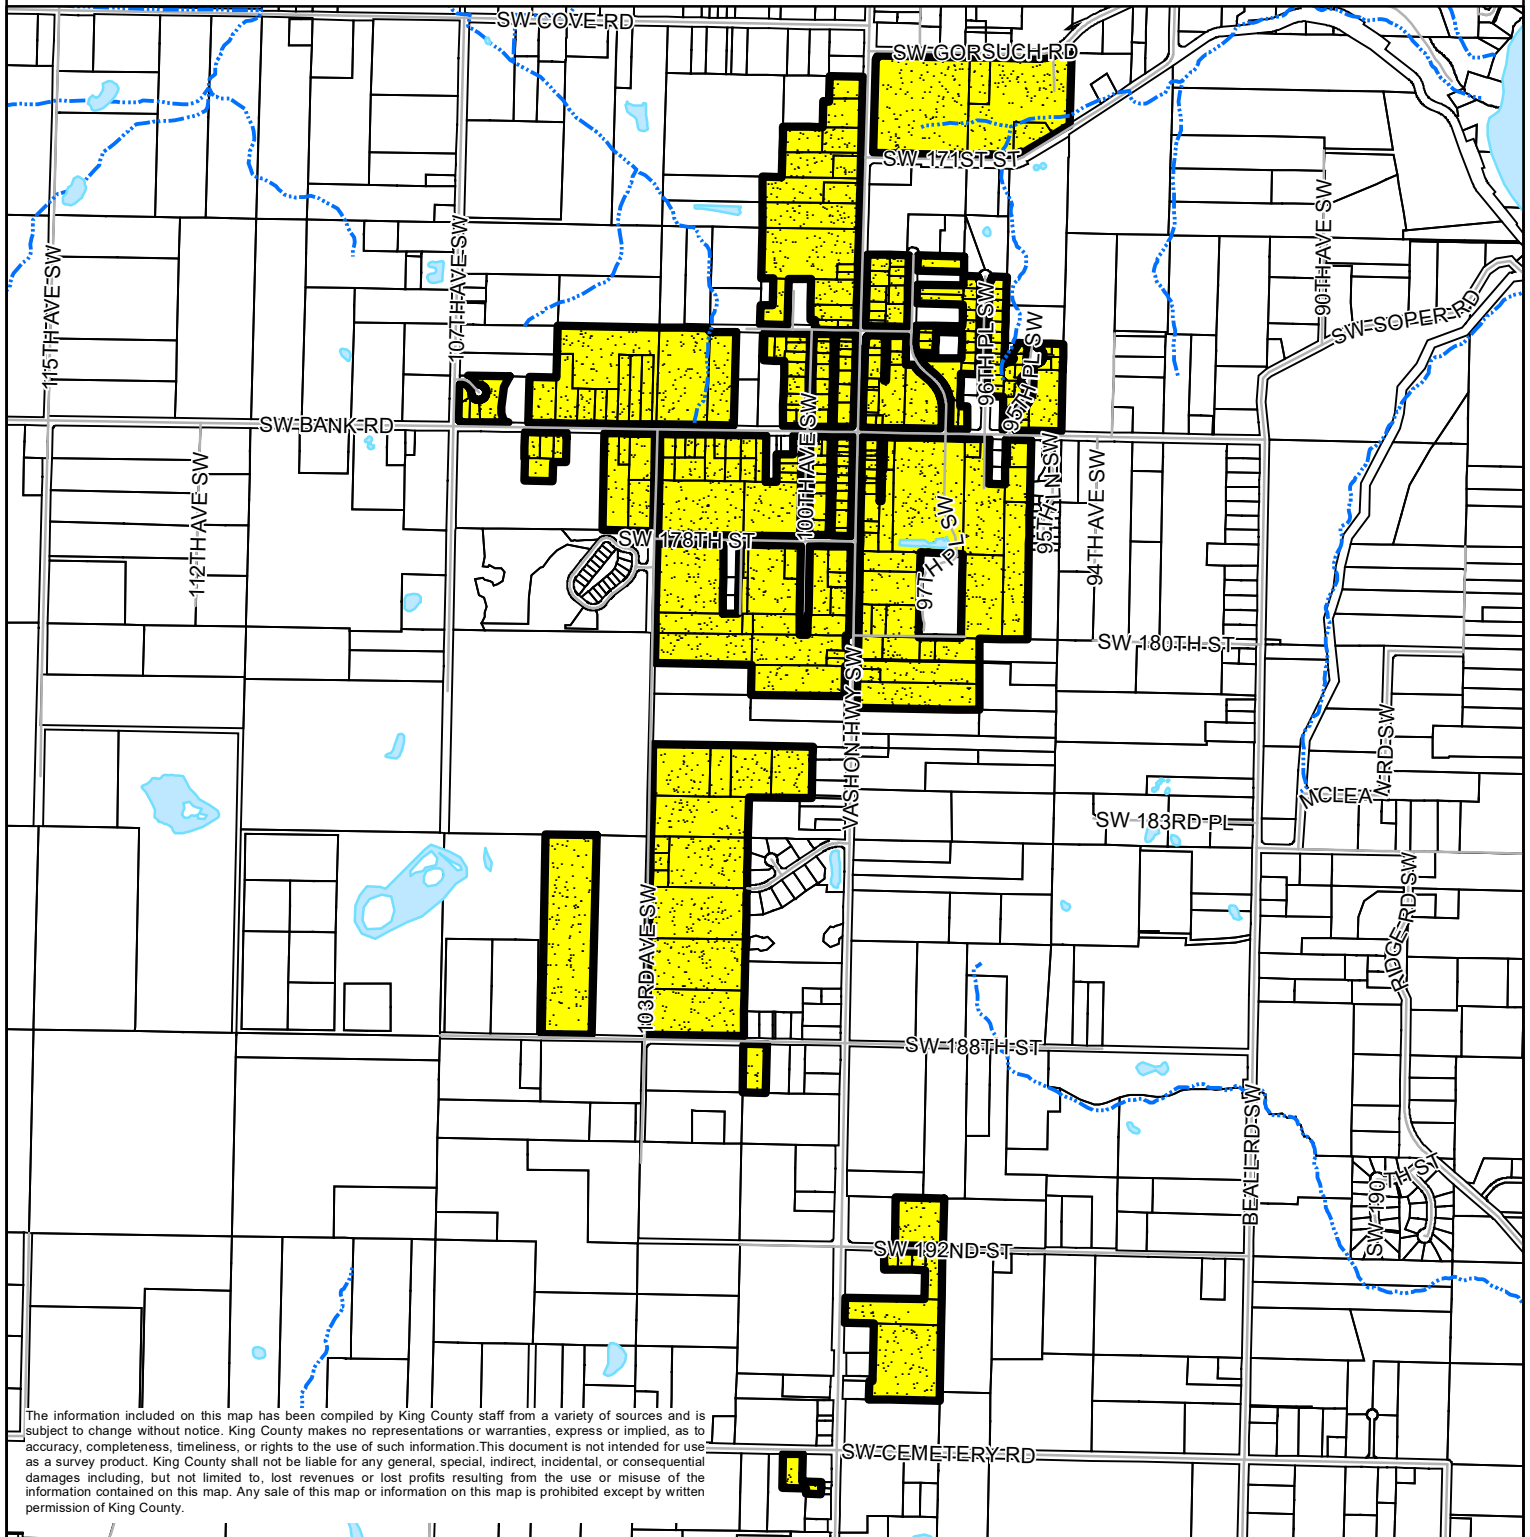 SW COVE RD
SW GORSUCH RD
SW 171ST ST
90TH AVE SW
115TH AVE SW
107TH AVE SW
SW SOPER RD
96TH PL SW
95TH PL SW
SW BANK RD
100TH AVE SW
112TH AVE SW
95TH LN SW
94TH AVE SW
SW 178TH ST
97TH PL SW
SW 180TH ST
VASHON HWY SW
MCLEAN RD SW
SW 183RD PL
RIDGE RD SW
103RD AVE SW
SW 188TH ST
BEALL RD SW
SW 190TH ST
SW 192ND ST
SW CEMETERY RD
The information included on this map has been compiled by King County staff from a variety of sources and is
subject to change without notice. King County makes no representations or warranties, express or implied, as to
accuracy, completeness, timeliness, or rights to the use of such information.This document is not intended for use
as a survey product. King County shall not be liable for any general, special, indirect, incidental, or consequential
damages including, but not limited to, lost revenues or lost profits resulting from the use or misuse of the
information contained on this map. Any sale of this map or information on this map is prohibited except by written
permission of King County.